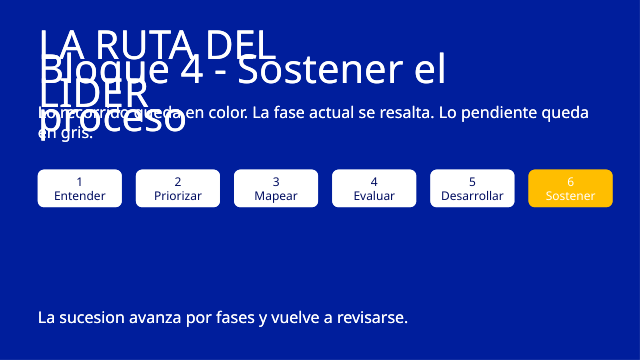 LA RUTA DEL
LIDER
Bloque 4 - Sostener el
proceso
Lo recorrido queda en color. La fase actual se resalta. Lo pendiente queda
en gris.
1
Entender
2
Priorizar
3
Mapear
4
Evaluar
5
Desarrollar
6
Sostener
La sucesion avanza por fases y vuelve a revisarse.